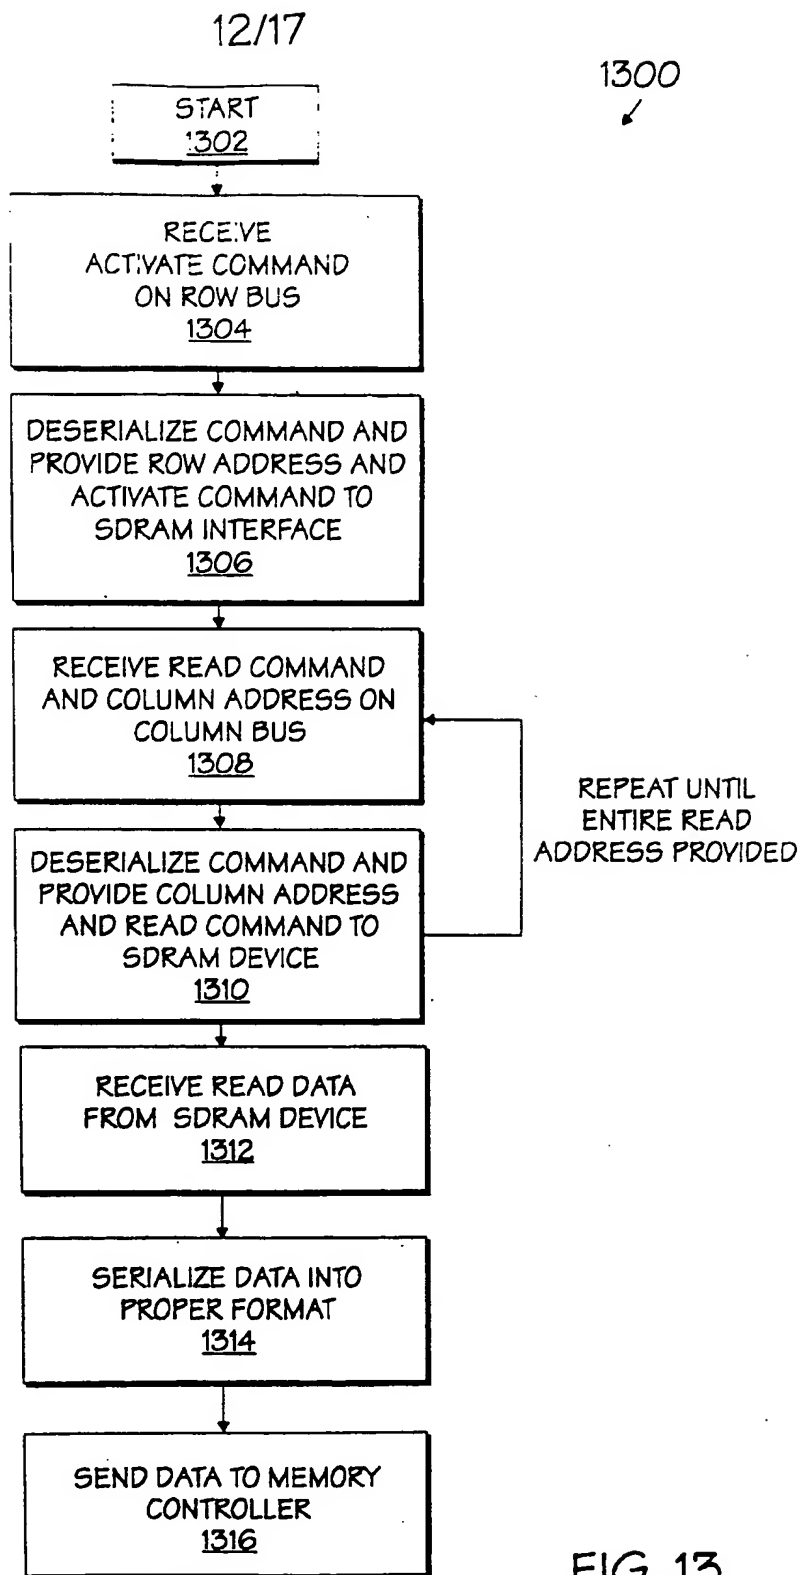 12/17
1300
START
1302
RECEIVE
ACTIVATE COMMAND
ON ROW BUS
1304
DESERIALIZE COMMAND AND
PROVIDE ROW ADDRESS AND
ACTIVATE COMMAND TO
SDRAM INTERFACE
1306
RECEIVE READ COMMAND
AND COLUMN ADDRESS ON
COLUMN BUS
1308
REPEAT UNTIL
ENTIRE READ
ADDRESS PROVIDED
DESERIALIZE COMMAND AND
PROVIDE COLUMN ADDRESS
AND READ COMMAND TO
SDRAM DEVICE
1310
RECEIVE READ DATA
FROM SDRAM DEVICE
1312
SERIALIZE DATA INTO
PROPER FORMAT
1314
SEND DATA TO MEMORY
CONTROLLER
1316
FIG. 13